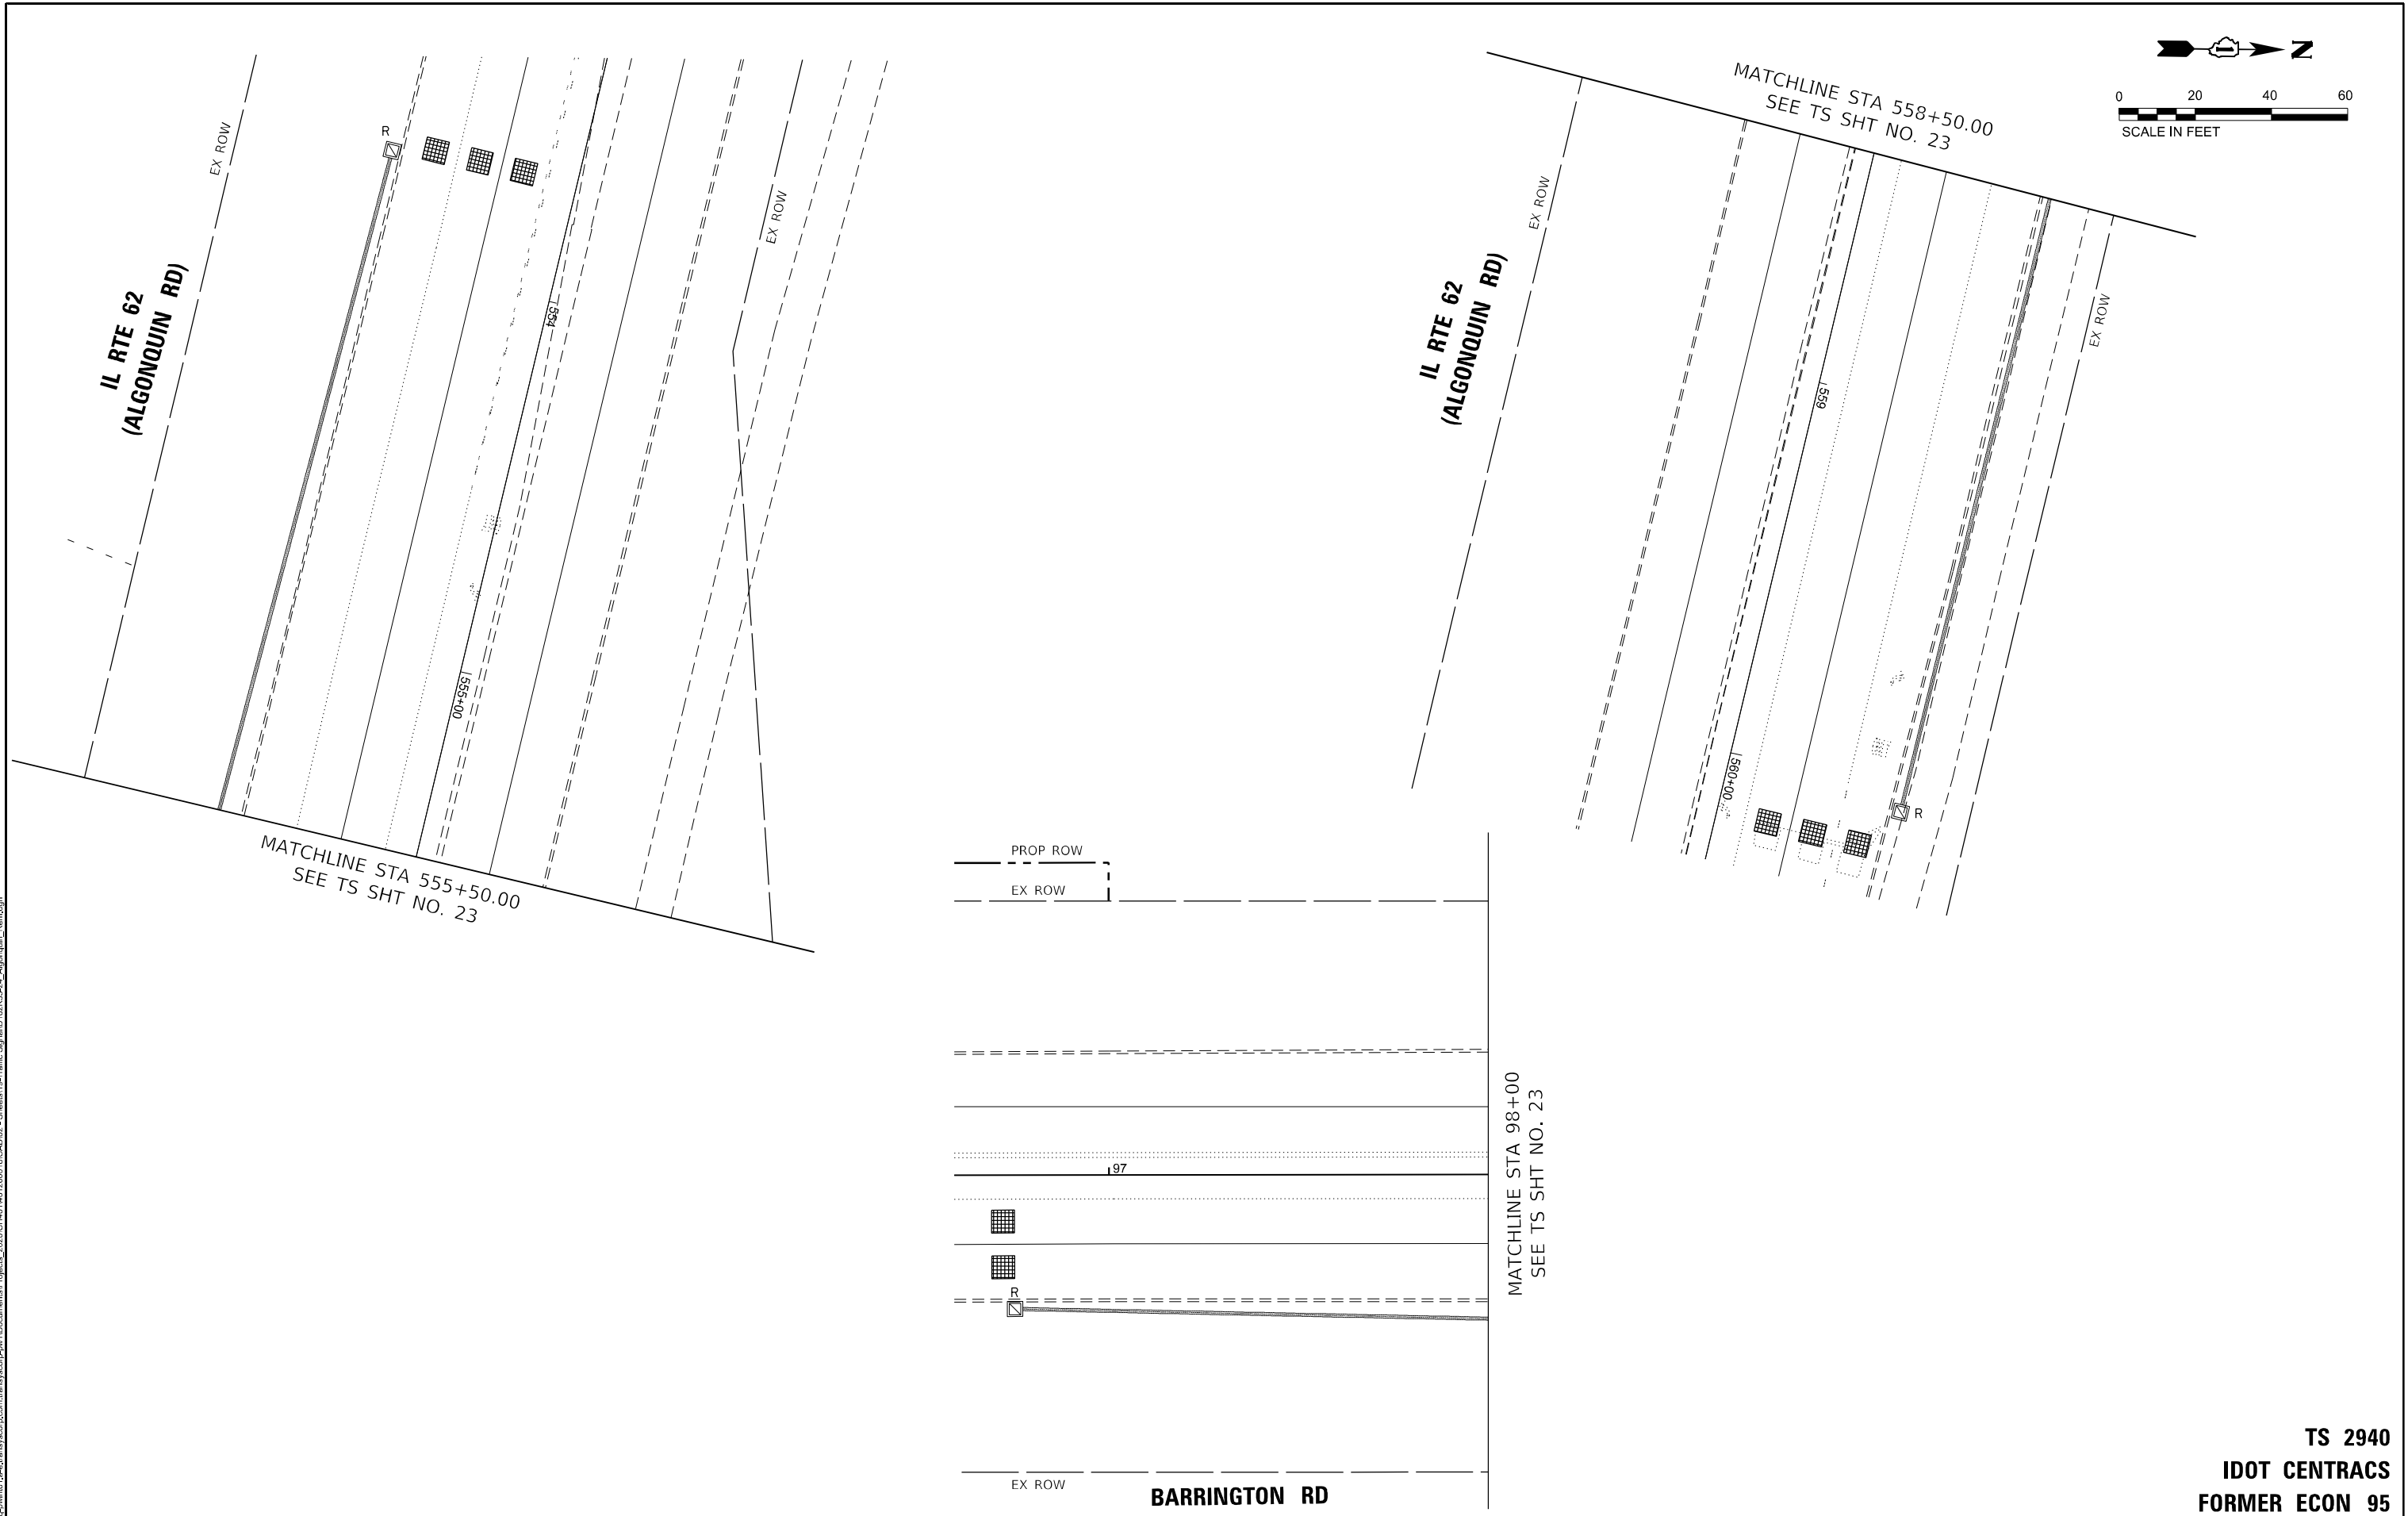 N
0 20 40 60
SCALE IN FEET
EX ROW
R
IL RTE 62
(ALGONQUIN RD)
EX ROW
554
555+00
MATCHLINE STA 555+50.00
SEE TS SHT NO. 23
MATCHLINE STA 558+50.00
SEE TS SHT NO. 23
EX ROW
IL RTE 62
(ALGONQUIN RD)
EX ROW
559
560+00
R
PROP ROW
EX ROW
97
R
MATCHLINE STA 98+00
SEE TS SHT NO. 23
EX ROW
BARRINGTON RD
TS 2940
IDOT CENTRACS
FORMER ECON 95